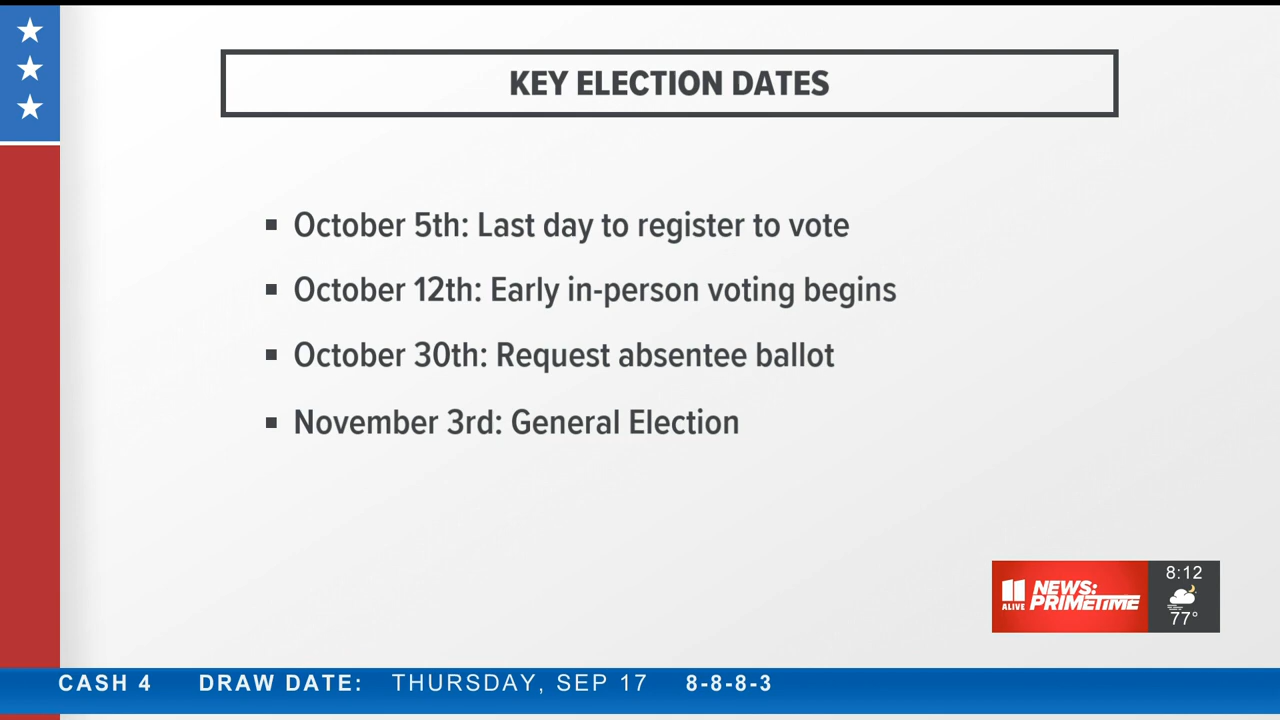 KEY ELECTION DATES
▪ October 5th: Last day to register to vote
▪ October 12th: Early in-person voting begins
▪ October 30th: Request absentee ballot
▪ November 3rd: General Election
11 ALIVE NEWS: PRIMETIME
8:12
77°
CASH 4 DRAW DATE: THURSDAY, SEP 17 8-8-8-3